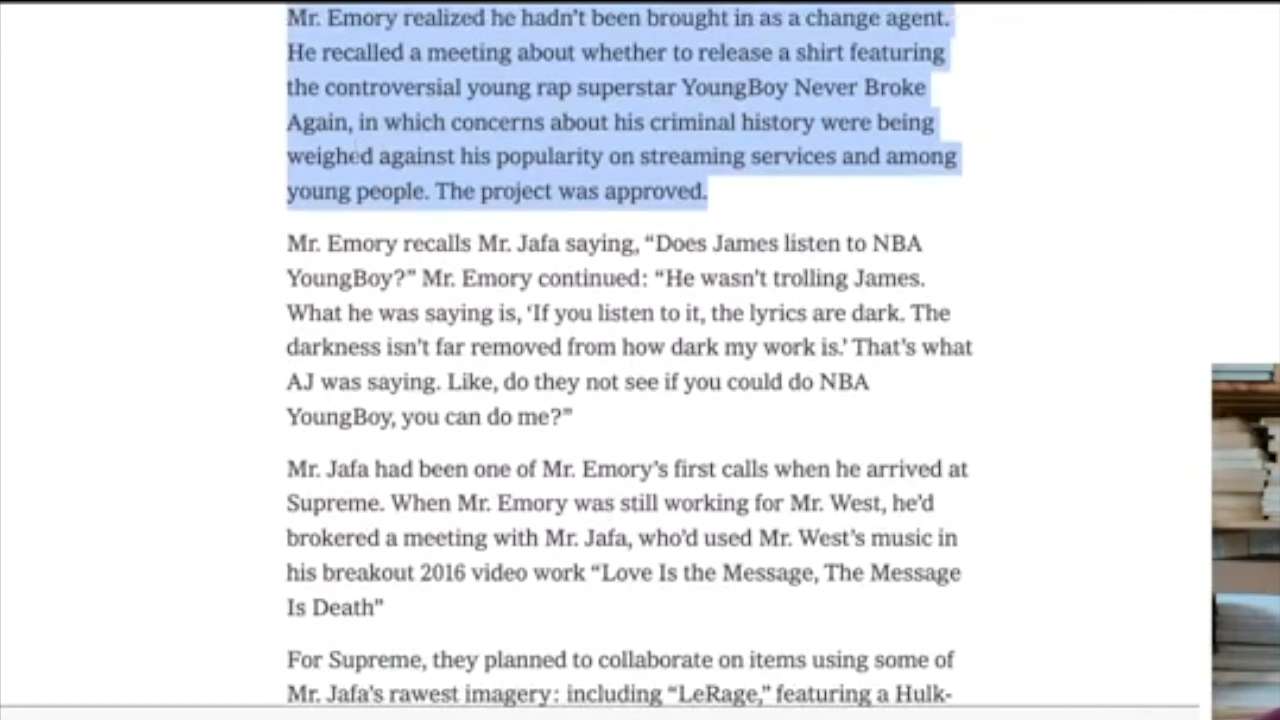 Mr. Emory realized he hadn't been brought in as a change agent.
He recalled a meeting about whether to release a shirt featuring
the controversial young rap superstar YoungBoy Never Broke
Again, in which concerns about his criminal history were being
weighed against his popularity on streaming services and among
young people. The project was approved.
Mr. Emory recalls Mr. Jafa saying, “Does James listen to NBA
YoungBoy?” Mr. Emory continued: “He wasn't trolling James.
What he was saying is, ‘If you listen to it, the lyrics are dark. The
darkness isn't far removed from how dark my work is.’ That's what
AJ was saying. Like, do they not see if you could do NBA
YoungBoy, you can do me?”
Mr. Jafa had been one of Mr. Emory's first calls when he arrived at
Supreme. When Mr. Emory was still working for Mr. West, he'd
brokered a meeting with Mr. Jafa, who'd used Mr. West's music in
his breakout 2016 video work “Love Is the Message, The Message
Is Death”
For Supreme, they planned to collaborate on items using some of
Mr. Jafa's rawest imagery: including “LeRage,” featuring a Hulk-